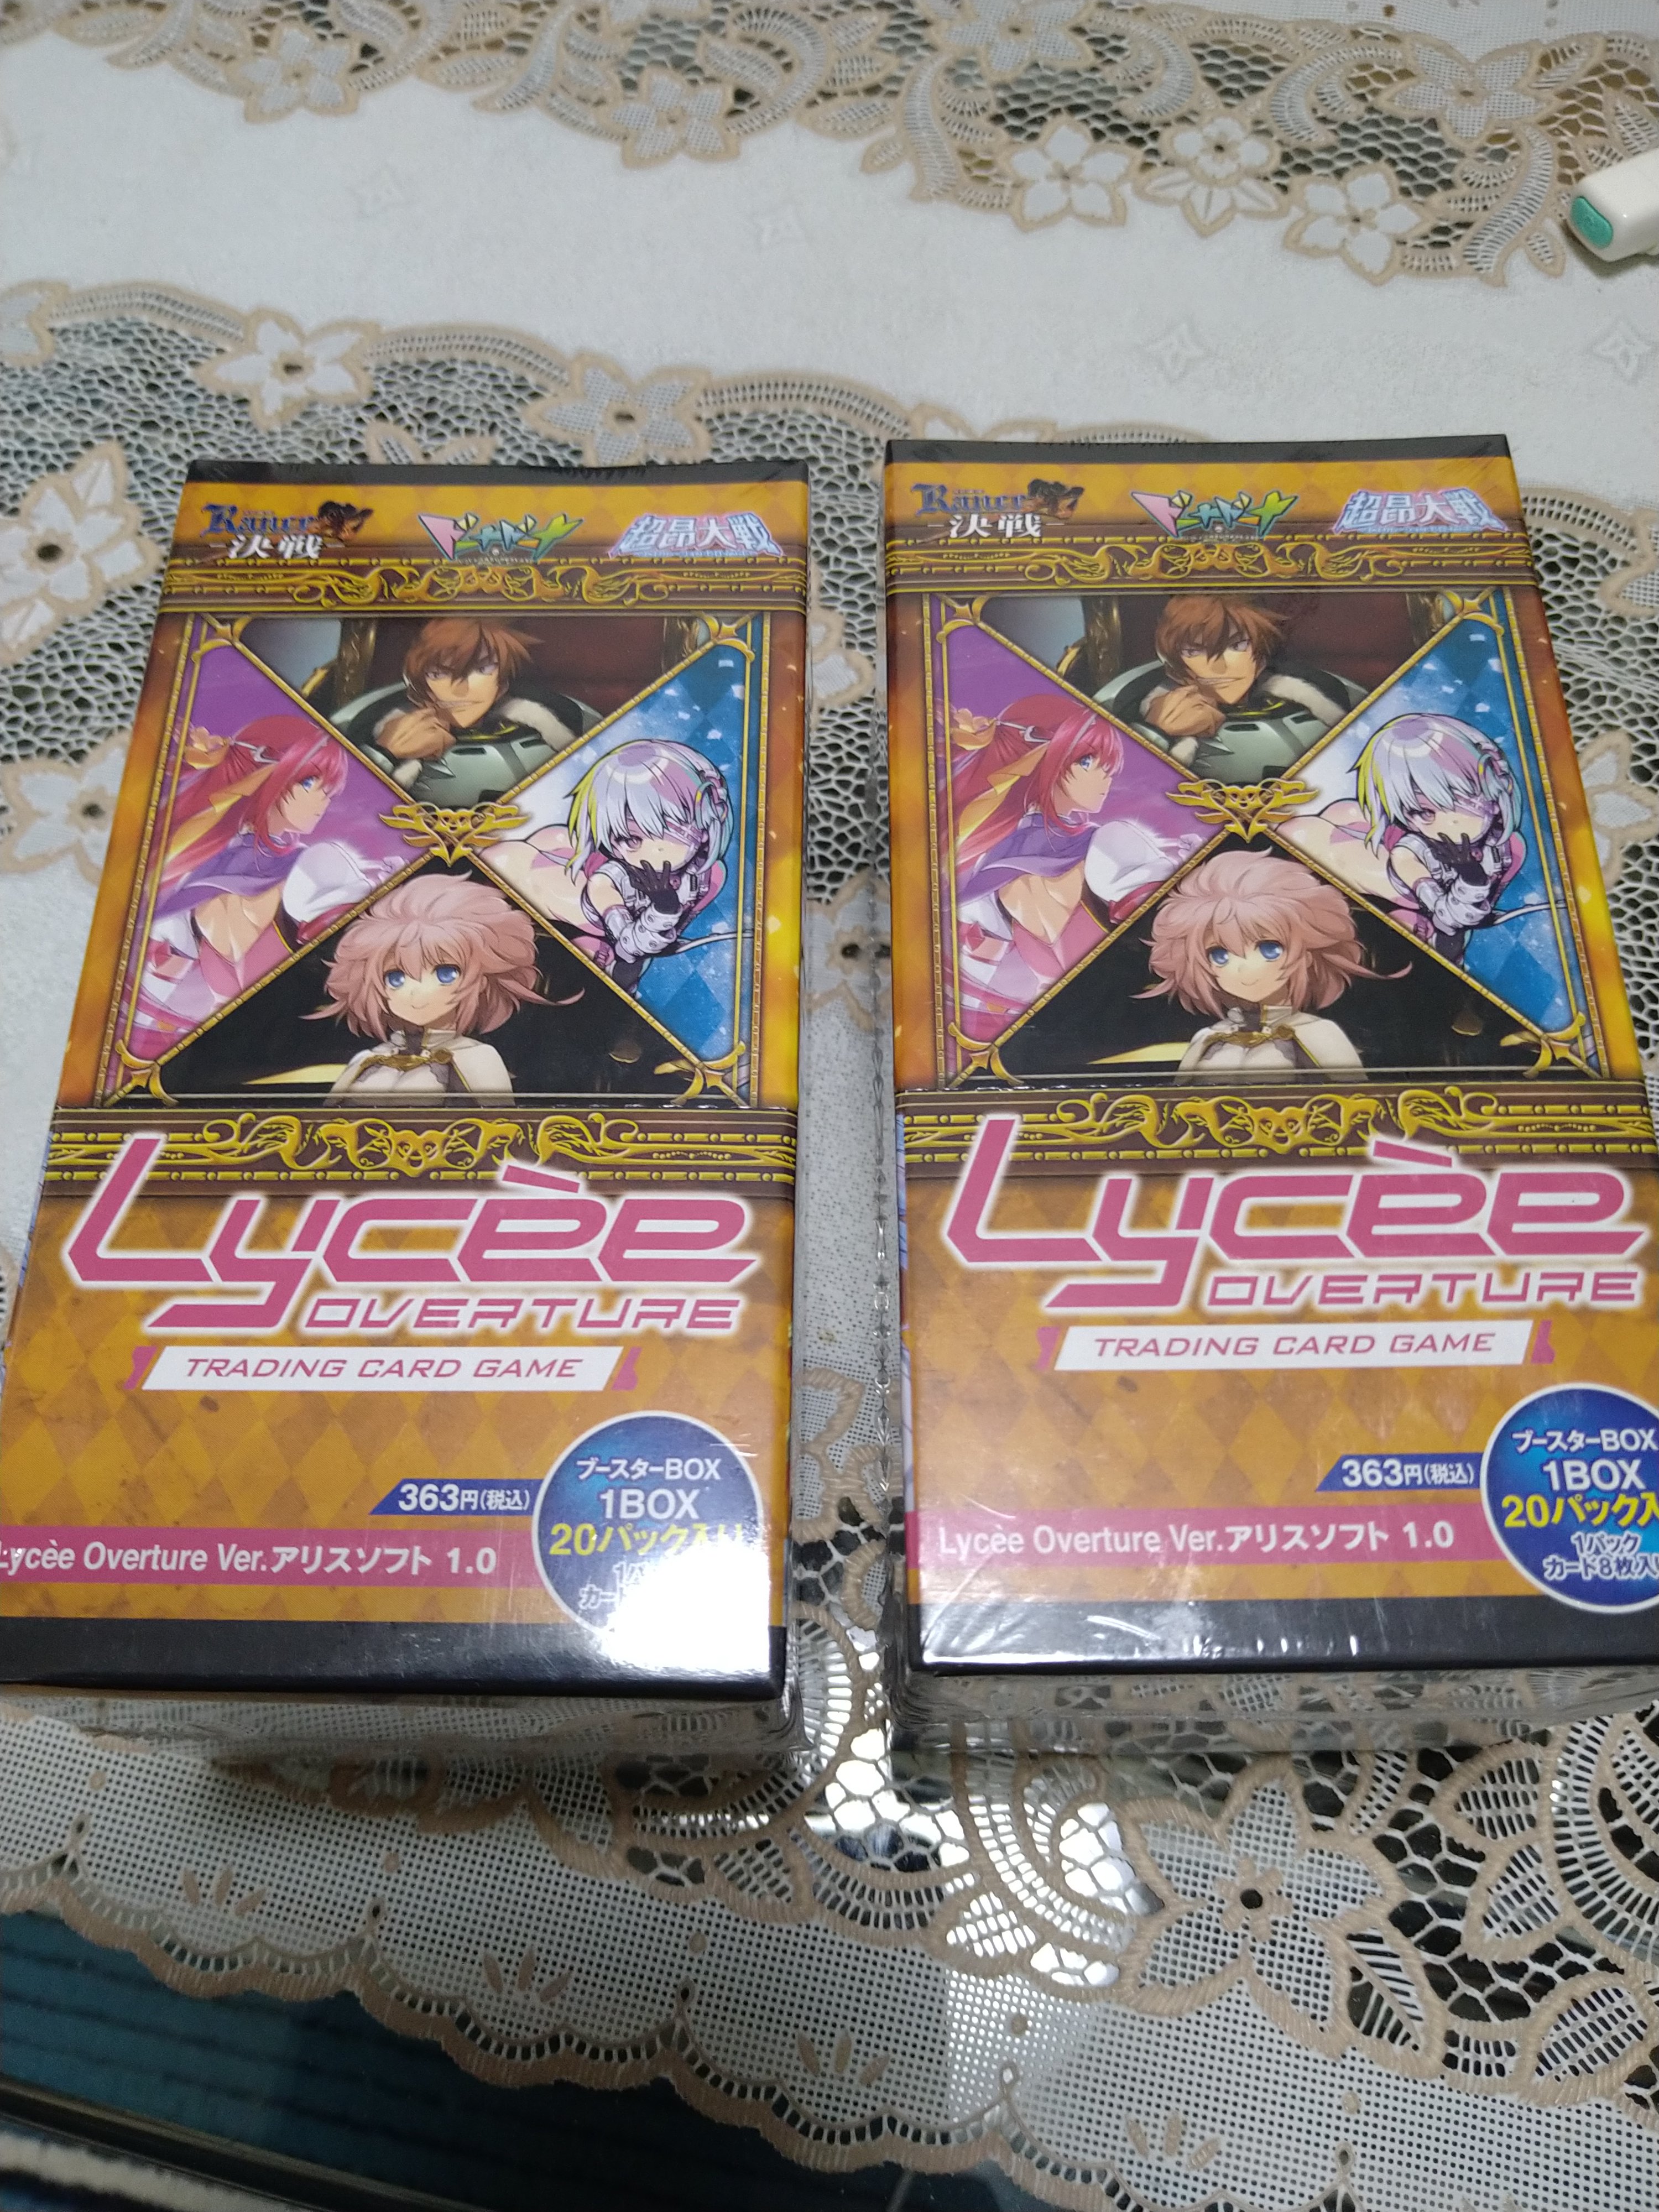 Rance
決戦
ドーナドーナ
超昂大戦
Lycèe
OVERTURE
TRADING CARD GAME
363円(税込)
ブースターBOX
1BOX
20パック入り
Lycèe Overture Ver.アリスソフト 1.0
Rance
決戦
ドーナドーナ
超昂大戦
Lycèe
OVERTURE
TRADING CARD GAME
363円(税込)
ブースターBOX
1BOX
20パック入
1パック
カード8枚入り
Lycèe Overture Ver.アリスソフト 1.0